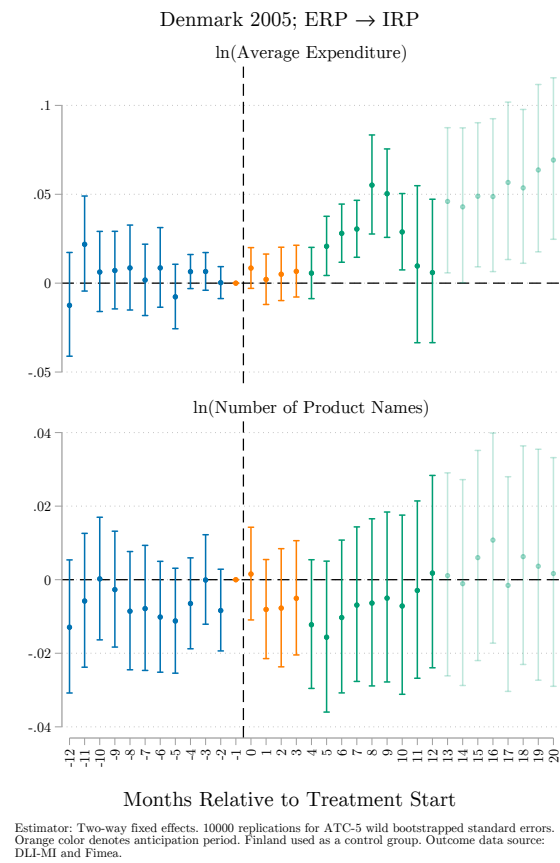 Denmark 2005; ERP → IRP
ln(Average Expenditure)
.1
.05
0
-.05
ln(Number of Product Names)
.04
.02
0
-.02
-.04
-12 -11 -10 -9 -8 -7 -6 -5 -4 -3 -2 -1 0 1 2 3 4 5 6 7 8 9 10 11 12 13 14 15 16 17 18 19 20
Months Relative to Treatment Start
Estimator: Two-way fixed effects. 10000 replications for ATC-5 wild bootstrapped standard errors.
Orange color denotes anticipation period. Finland used as a control group. Outcome data source:
DLI-MI and Fimea.